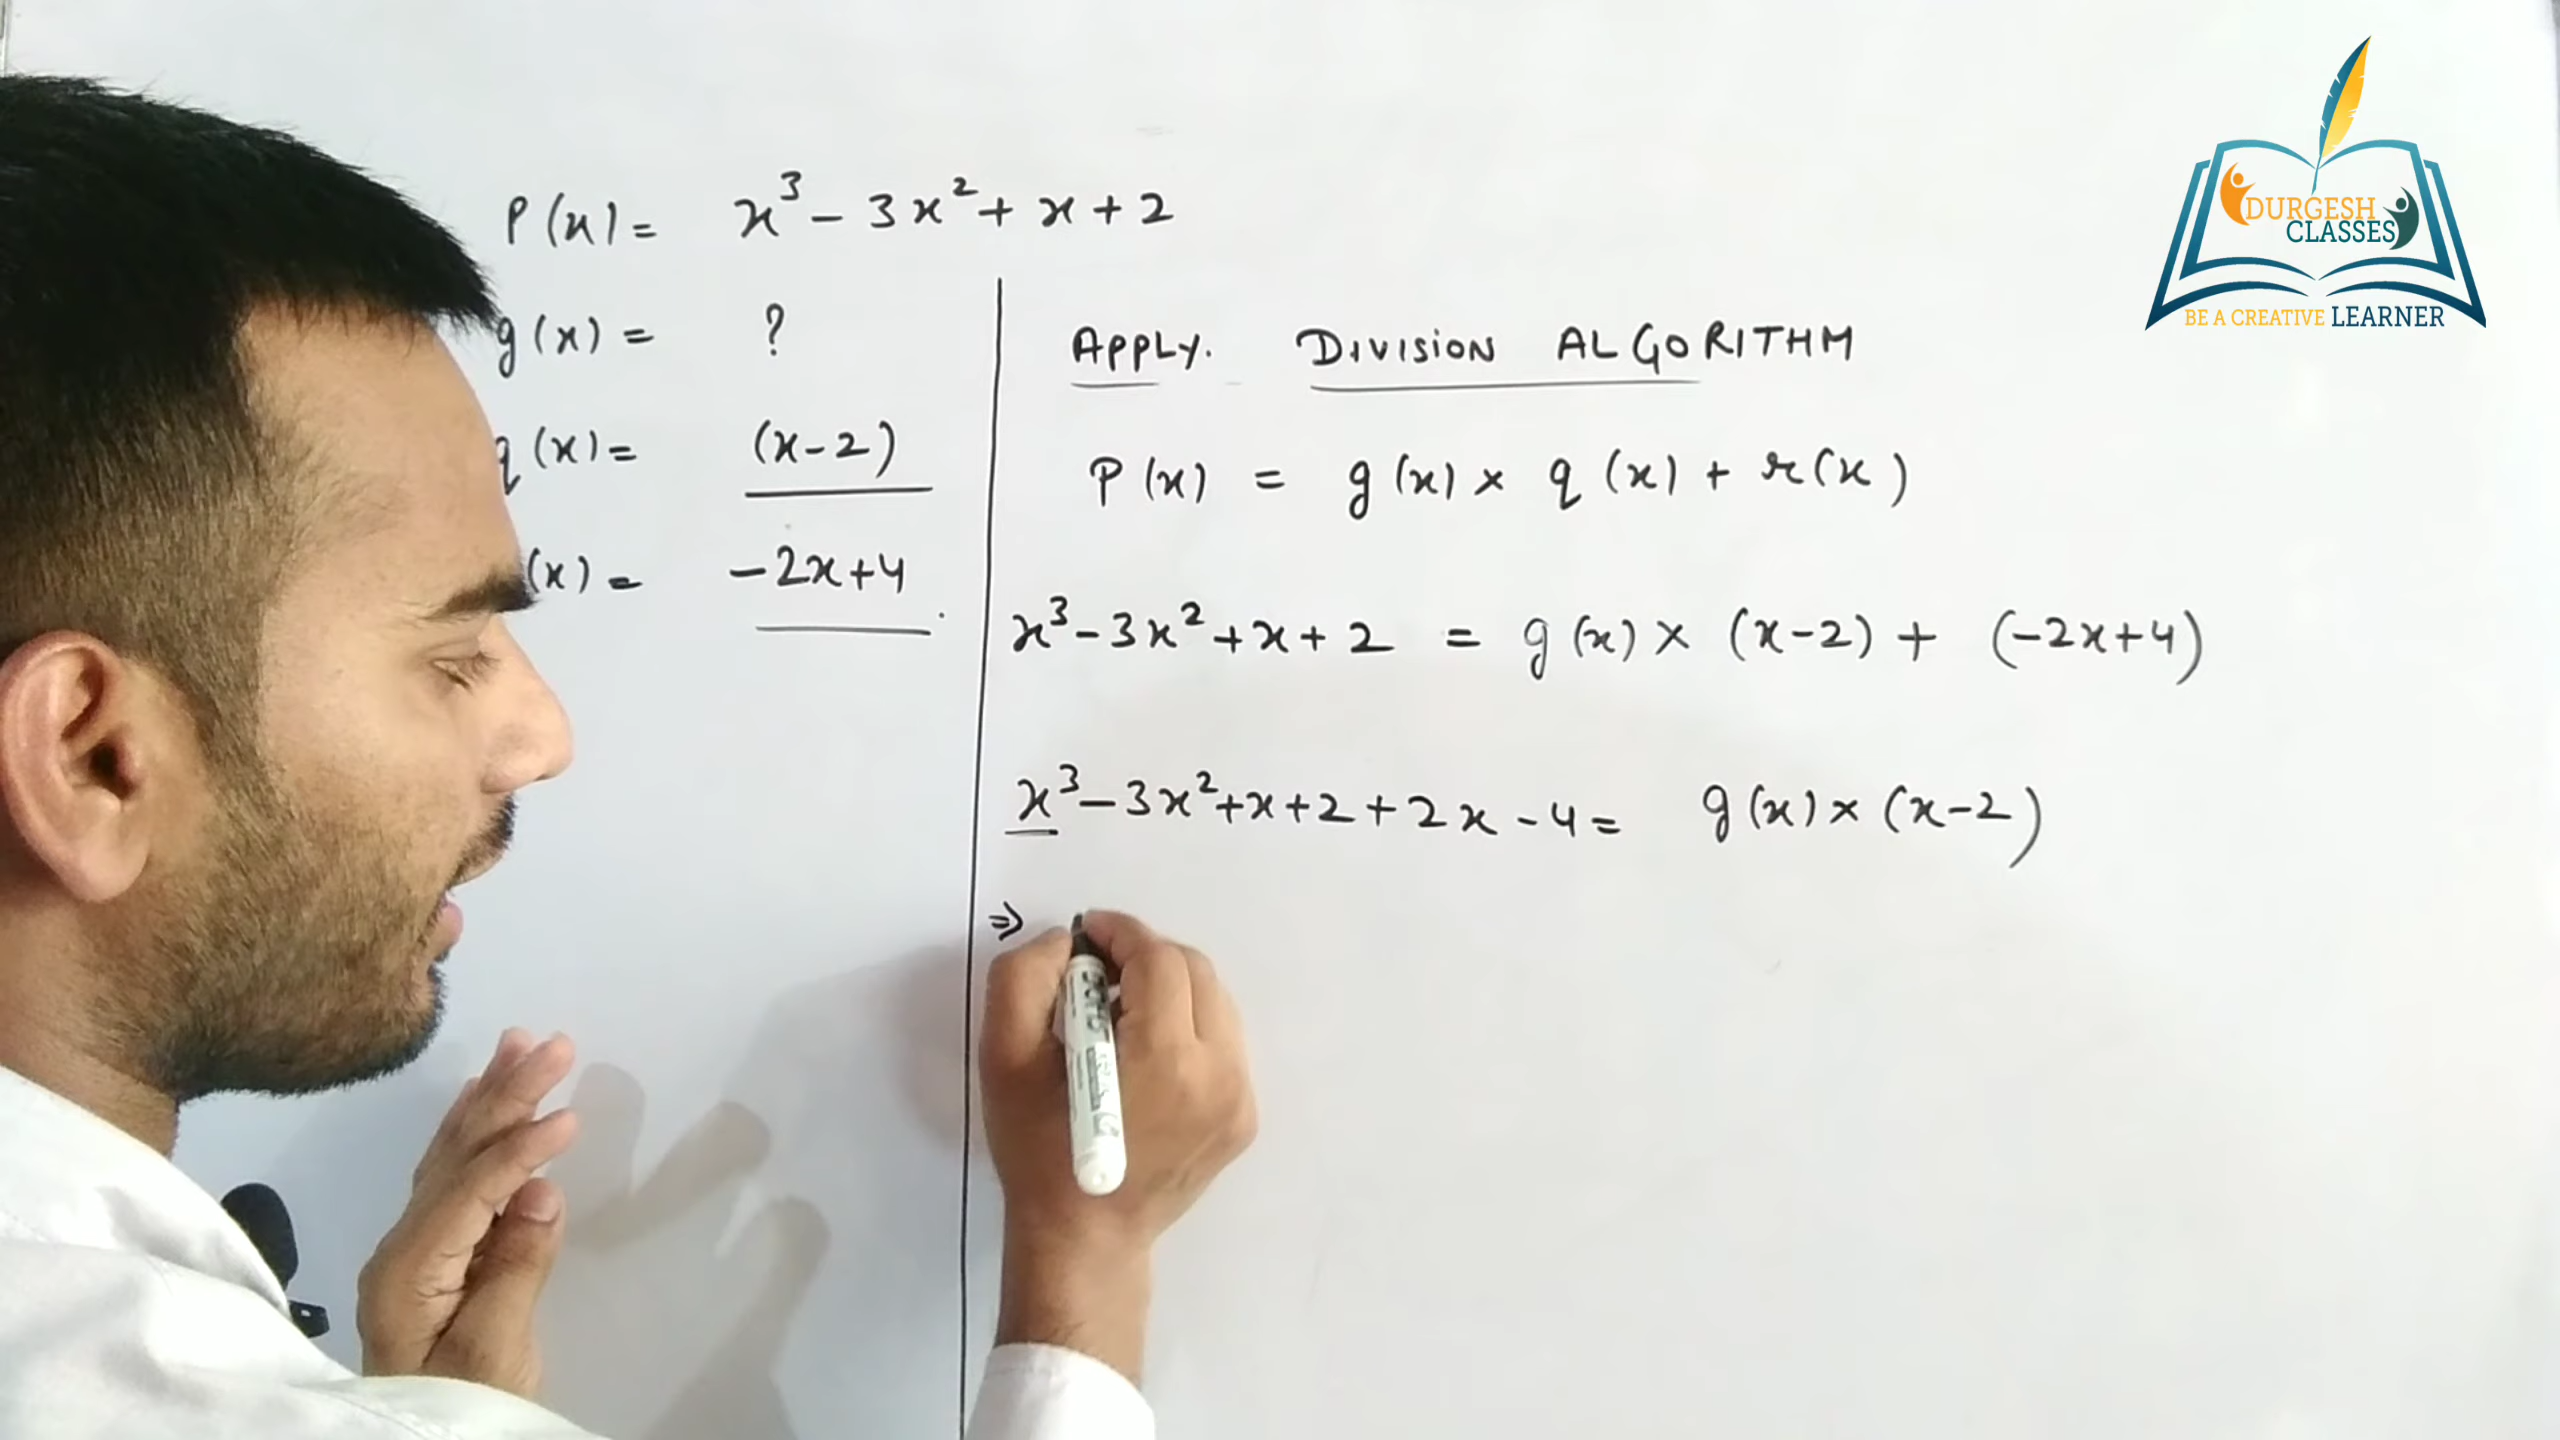 P(x) = x³ - 3x² + x + 2
g(x) = ?
q(x) = (x-2)
(x) = -2x+4
APPLY. DIVISION ALGORITHM
P(x) = g(x) × q(x) + r(x)
x³-3x²+x+2 = g(x) × (x-2) + (-2x+4)
x³-3x²+x+2+2x-4 = g(x) × (x-2)
⇒
DURGESH
CLASSES
BE A CREATIVE LEARNER